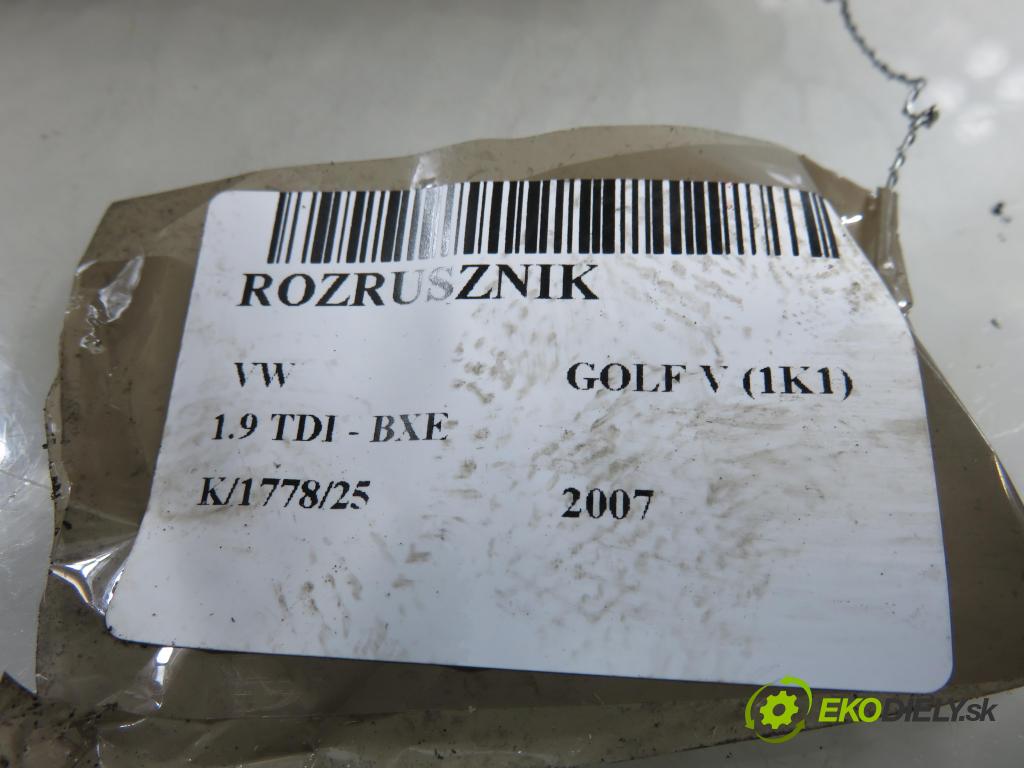 ROZRUSZNIK
VW GOLF V (1K1)
1.9 TDI - BXE
K/1778/25 2007
EKODIELY.sk